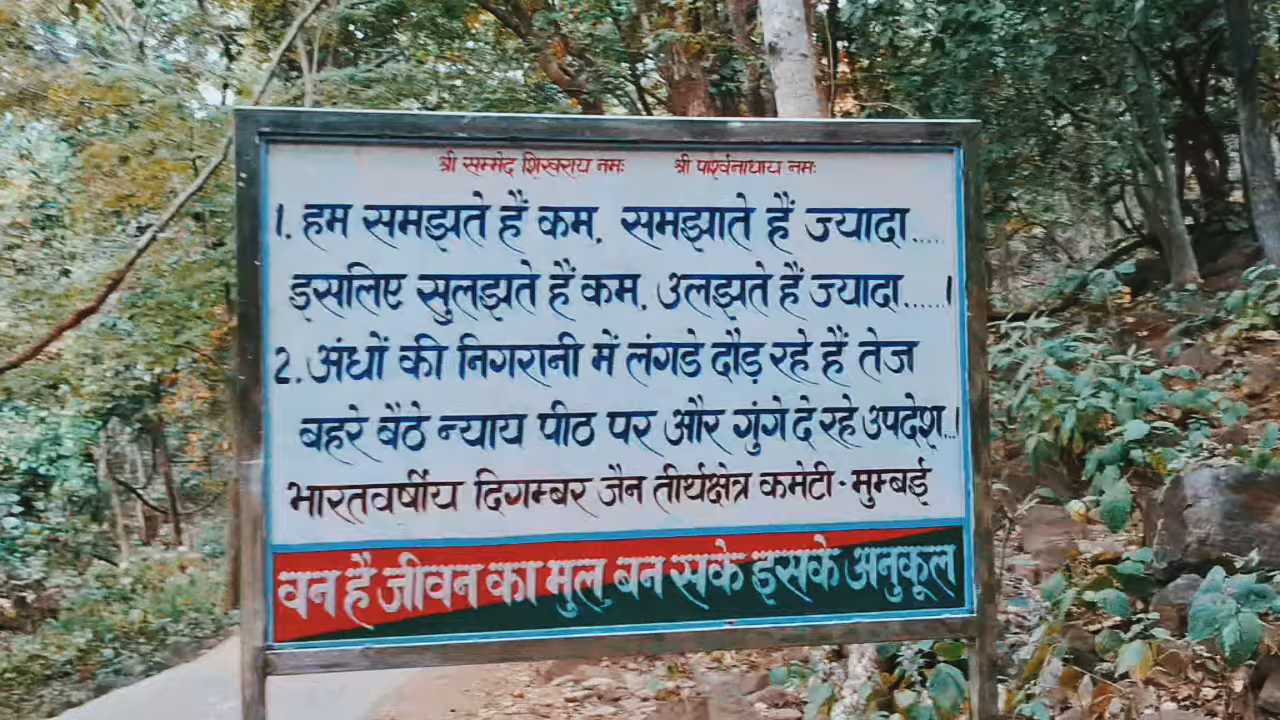 श्री सम्मेद शिखराय नमः श्री पार्श्वनाथाय नमः
1. हम समझते हैं कम, समझाते हैं ज्यादा.....
इसलिए सुलझते हैं कम, उलझते हैं ज्यादा.....।
2. अंधों की निगरानी में लंगडे दौड़ रहे हैं तेज
बहरे बैठे न्याय पीठ पर और गुंगे दे रहे उपदेश..।
भारतवर्षीय दिगम्बर जैन तीर्थक्षेत्र कमेटी - मुम्बई
वन है जीवन का मुल, बन सके इसके अनुकूल